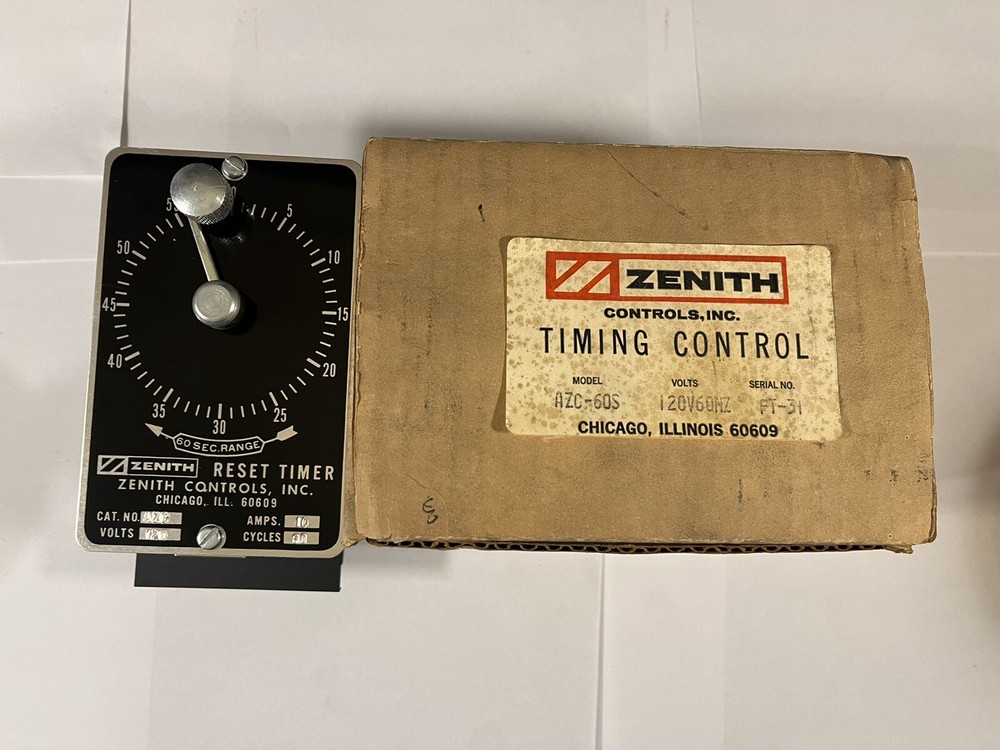 5
10
15
20
25
30
35
40
45
50
60 SEC. RANGE
ZENITH RESET TIMER
ZENITH CONTROLS, INC.
CHICAGO, ILL. 60609
CAT. NO. AMPS. 10
VOLTS 120 CYCLES 60
ZENITH
CONTROLS, INC.
TIMING CONTROL
MODEL VOLTS SERIAL NO.
AZC-60S 120V60HZ FT-31
CHICAGO, ILLINOIS 60609